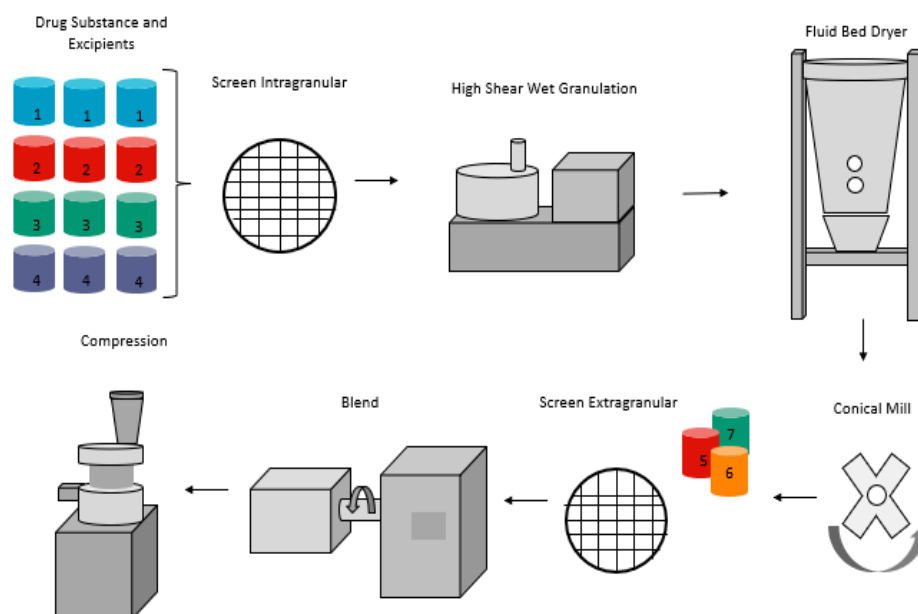 Drug Substance and
Excipients
Fluid Bed Dryer
Screen Intragranular
High Shear Wet Granulation
1 1 1
2 2 2
3 3 3
4 4 4
Compression
Blend
Screen Extragranular
Conical Mill
7
5
6